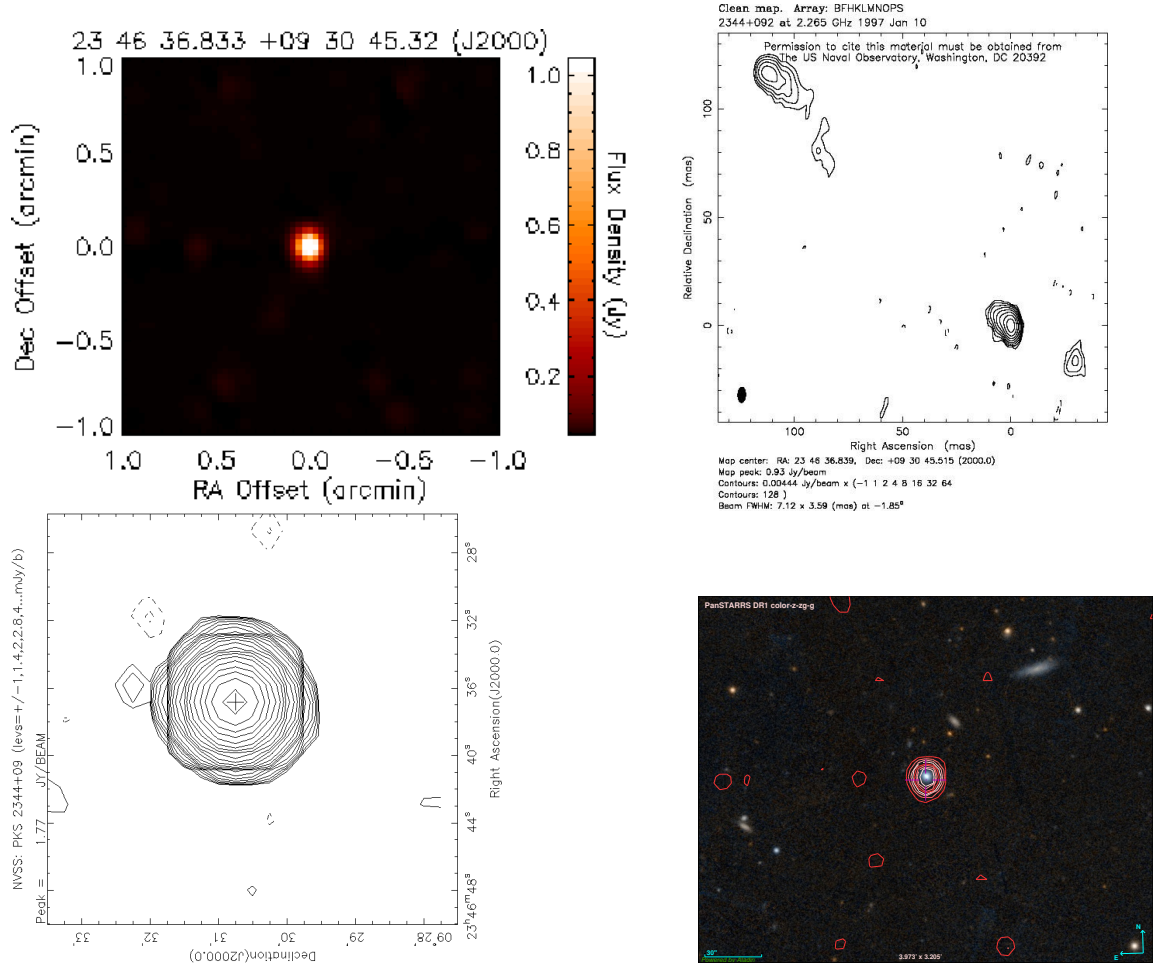 23 46 36.833 +09 30 45.32 (J2000)
1.0
0.5
0.0
−0.5
−1.0
Dec Offset (arcmin)
1.0 0.5 0.0 −0.5 −1.0
RA Offset (arcmin)
1.0
0.8
0.6
0.4
0.2
Flux Density (Jy)
Clean map. Array: BFHKLMNOPS
2344+092 at 2.265 GHz 1997 Jan 10
Permission to cite this material must be obtained from
The US Naval Observatory, Washington, DC 20392
100
50
0
Relative Declination (mas)
100 50 0
Right Ascension (mas)
Map center: RA: 23 46 36.839, Dec: +09 30 45.515 (2000.0)
Map peak: 0.93 Jy/beam
Contours: 0.00444 Jy/beam x (−1 1 2 4 8 16 32 64
Contours: 128 )
Beam FWHM: 7.12 x 3.59 (mas) at −1.85°
NVSS: PKS 2344+09 (levs=+/−1,1.4,2,2.8,4...mJy/b)
Peak = 1.77 JY/BEAM
28ˢ
32ˢ
36ˢ
40ˢ
44ˢ
23ʰ46ᵐ48ˢ
Right Ascension(J2000.0)
33' 32' 31' 30' 29' 09°28'
Declination(J2000.0)
PanSTARRS DR1 color-z-zg-g
30"
Powered by Aladin
3.973' x 3.205'
N
E